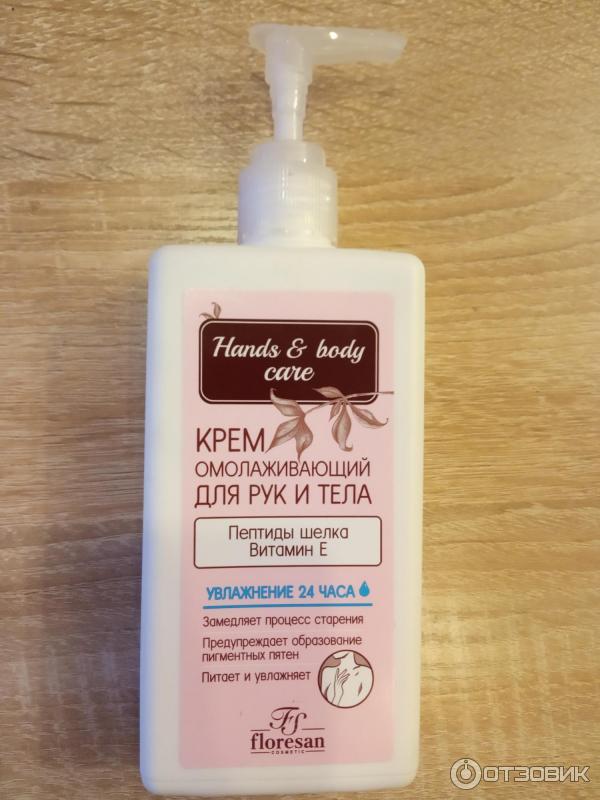 Hands & body
care
КРЕМ
ОМОЛАЖИВАЮЩИЙ
ДЛЯ РУК И ТЕЛА
Пептиды шелка
Витамин Е
УВЛАЖНЕНИЕ 24 ЧАСА
Замедляет процесс старения
Предупреждает образование
пигментных пятен
Питает и увлажняет
FS
floresan
COSMETIC
ОТЗОВИК